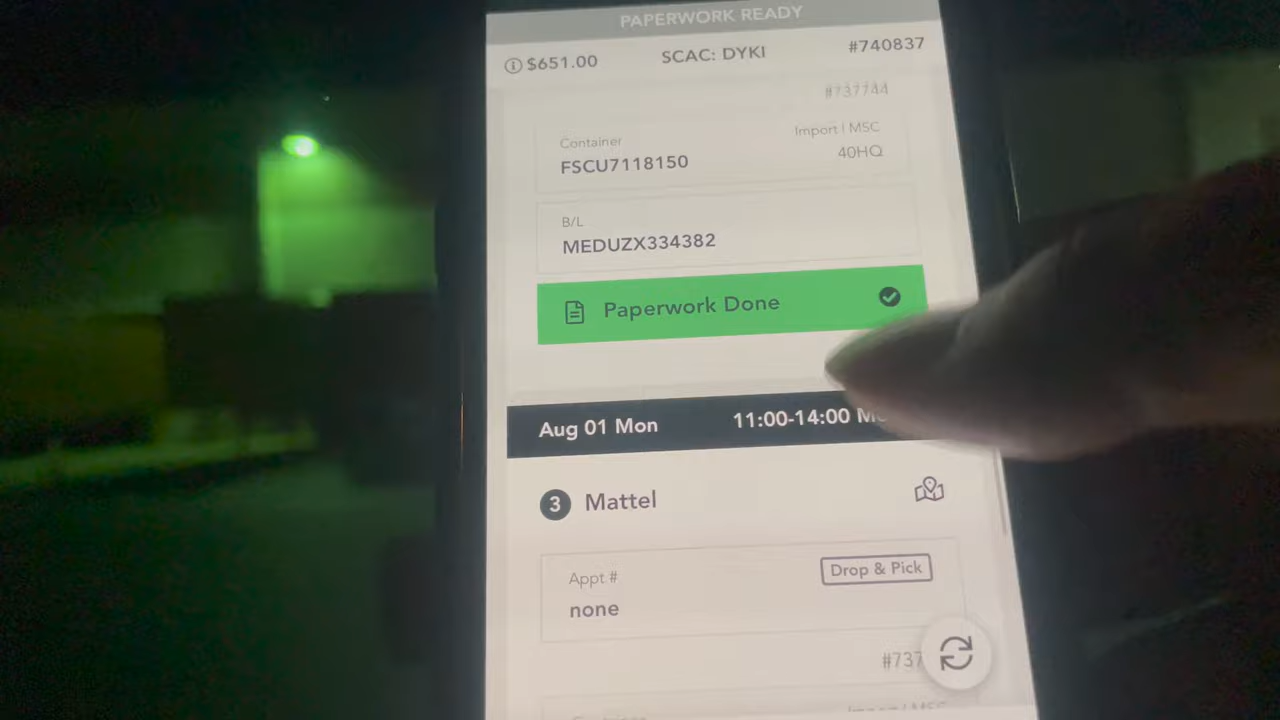 PAPERWORK READY
$651.00 SCAC: DYKI #740837
#737744
Container Import | MSC
FSCU7118150 40HQ
B/L
MEDUZX334382
Paperwork Done
Aug 01 Mon 11:00-14:00
3 Mattel
Appt # Drop & Pick
none
#737